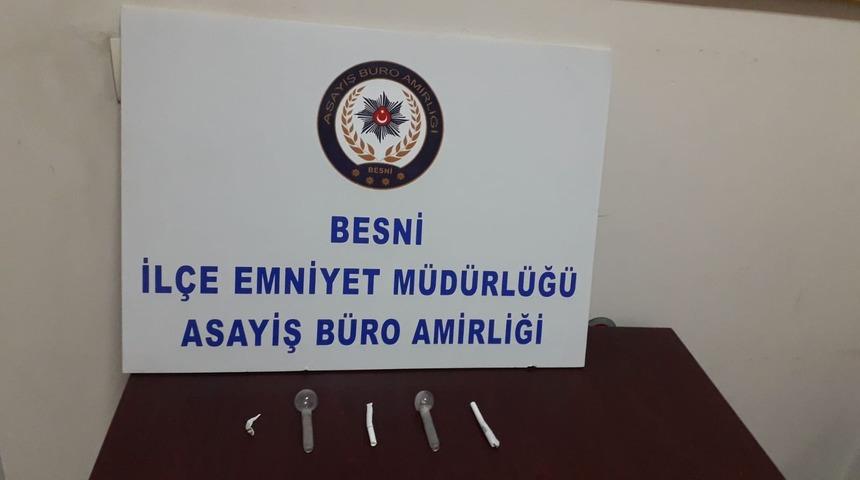 ASAYİŞ BÜRO AMİRLİĞİ
BESNİ
BESNİ
İLÇE EMNİYET MÜDÜRLÜĞÜ
ASAYİŞ BÜRO AMİRLİĞİ